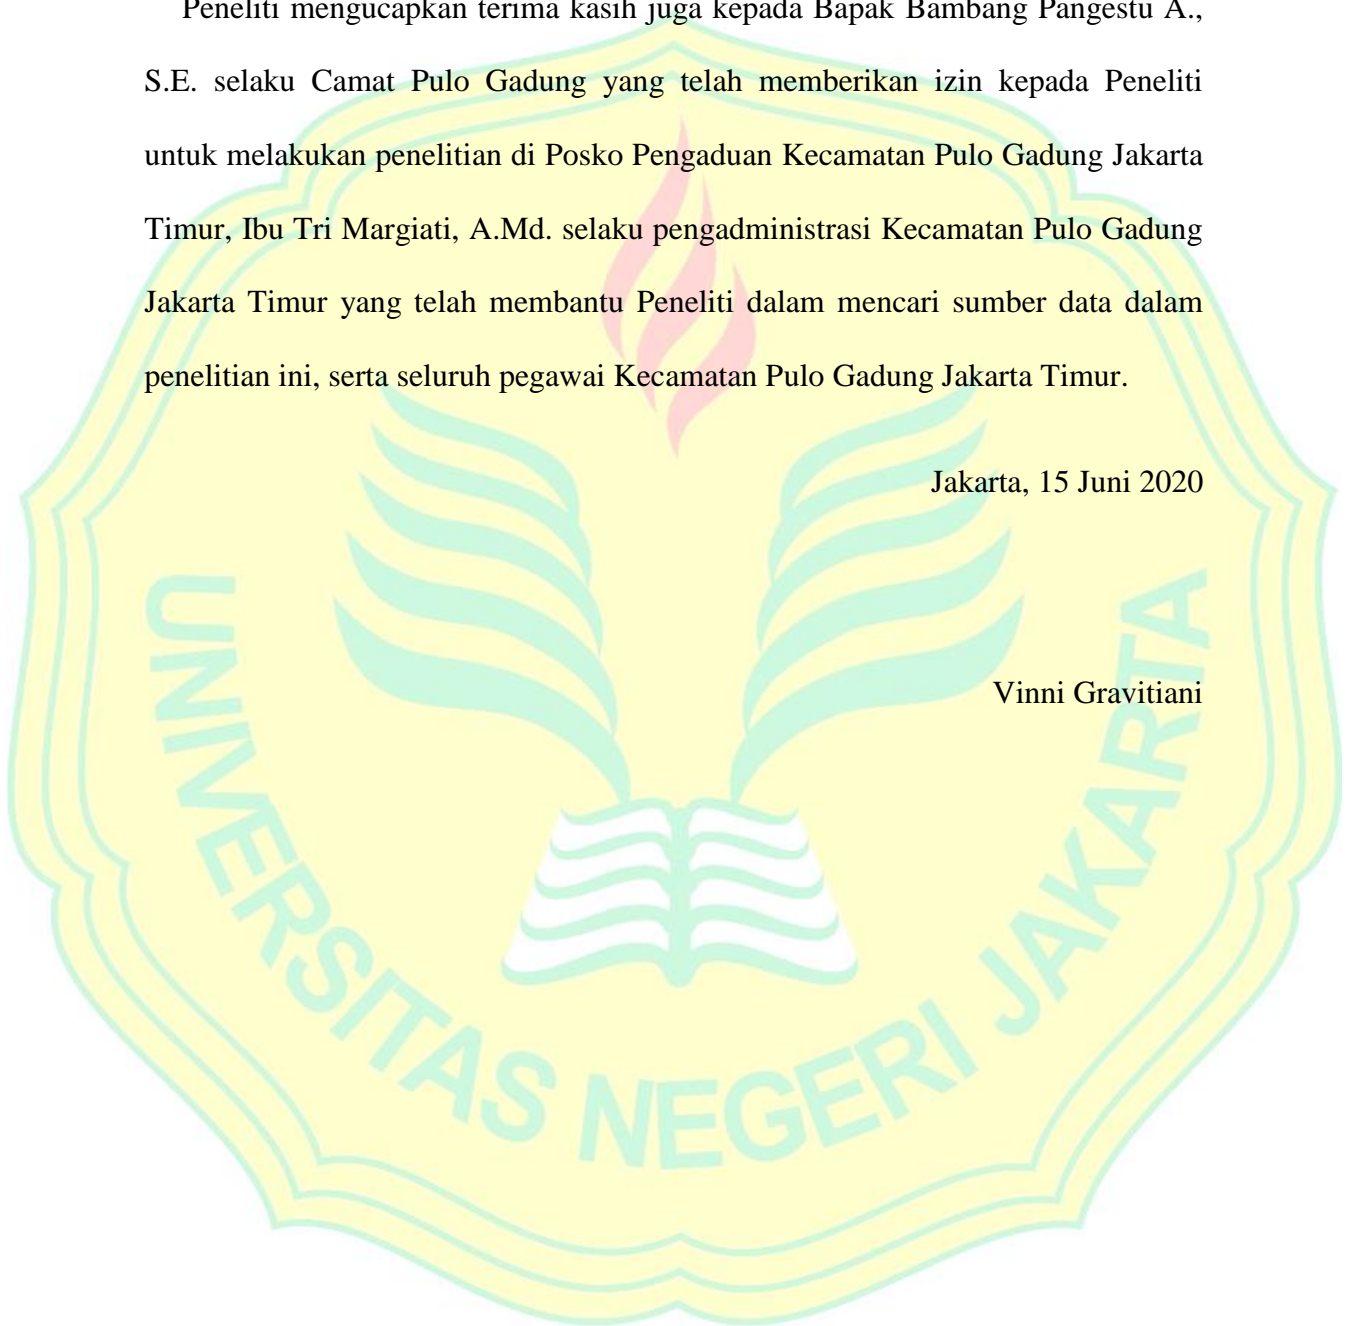 Peneliti mengucapkan terima kasih juga kepada Bapak Bambang Pangestu A.,
S.E. selaku Camat Pulo Gadung yang telah memberikan izin kepada Peneliti
untuk melakukan penelitian di Posko Pengaduan Kecamatan Pulo Gadung Jakarta
Timur, Ibu Tri Margiati, A.Md. selaku pengadministrasi Kecamatan Pulo Gadung
Jakarta Timur yang telah membantu Peneliti dalam mencari sumber data dalam
penelitian ini, serta seluruh pegawai Kecamatan Pulo Gadung Jakarta Timur.
Jakarta, 15 Juni 2020
Vinni Gravitiani
UNIVERSITAS NEGERI JAKARTA